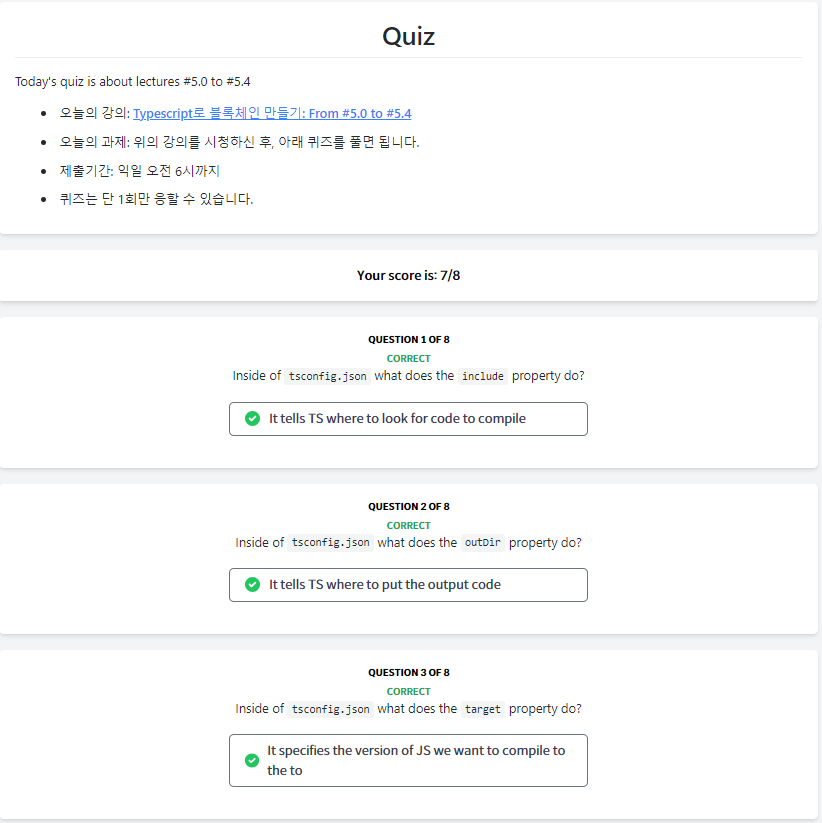 Quiz
Today's quiz is about lectures #5.0 to #5.4
오늘의 강의: Typescript로 블록체인 만들기: From #5.0 to #5.4
오늘의 과제: 위의 강의를 시청하신 후, 아래 퀴즈를 풀면 됩니다.
제출기간: 익일 오전 6시까지
퀴즈는 단 1회만 응할 수 있습니다.
Your score is: 7/8
QUESTION 1 OF 8
CORRECT
Inside of tsconfig.json what does the include property do?
It tells TS where to look for code to compile
QUESTION 2 OF 8
CORRECT
Inside of tsconfig.json what does the outDir property do?
It tells TS where to put the output code
QUESTION 3 OF 8
CORRECT
Inside of tsconfig.json what does the target property do?
It specifies the version of JS we want to compile to
the to